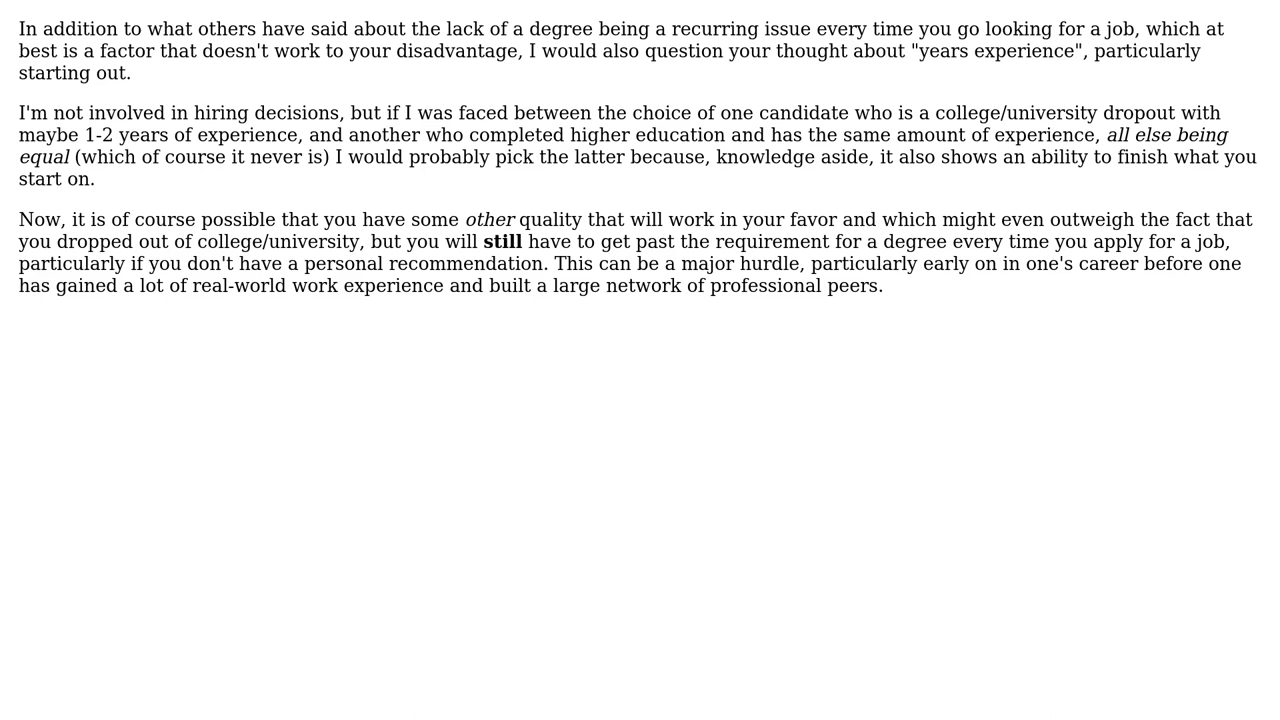 In addition to what others have said about the lack of a degree being a recurring issue every time you go looking for a job, which at
best is a factor that doesn't work to your disadvantage, I would also question your thought about "years experience", particularly
starting out.
I'm not involved in hiring decisions, but if I was faced between the choice of one candidate who is a college/university dropout with
maybe 1-2 years of experience, and another who completed higher education and has the same amount of experience, all else being
equal (which of course it never is) I would probably pick the latter because, knowledge aside, it also shows an ability to finish what you
start on.
Now, it is of course possible that you have some other quality that will work in your favor and which might even outweigh the fact that
you dropped out of college/university, but you will still have to get past the requirement for a degree every time you apply for a job,
particularly if you don't have a personal recommendation. This can be a major hurdle, particularly early on in one's career before one
has gained a lot of real-world work experience and built a large network of professional peers.